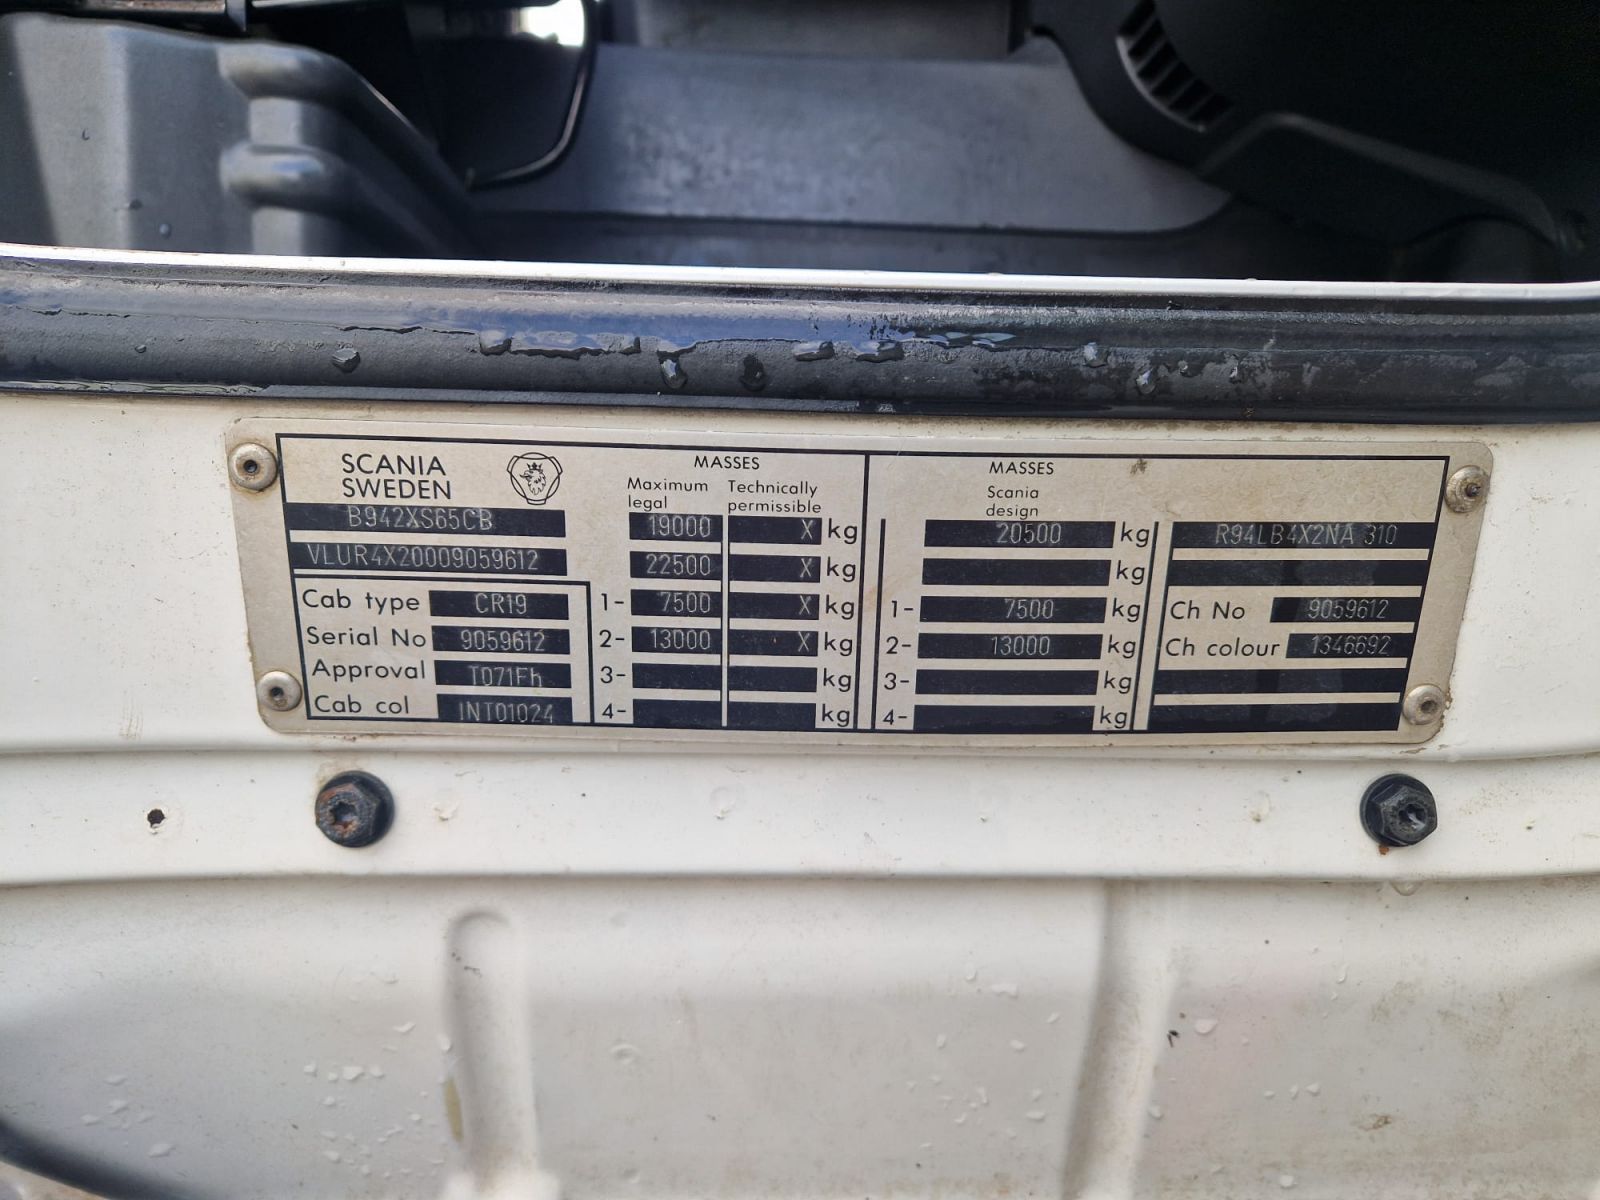 SCANIA
SWEDEN
B942XS65CB
VLUR4X20009059612
Cab type CR19
Serial No 9059612
Approval T071Fh
Cab col INT01024
MASSES
Maximum legal Technically permissible
19000 X kg
22500 X kg
1- 7500 X kg
2- 13000 X kg
3- kg
4- kg
MASSES
Scania
design
20500 kg
kg
1- 7500 kg
2- 13000 kg
3- kg
4- kg
R94LB4X2NA 310
Ch No 9059612
Ch colour 1346692